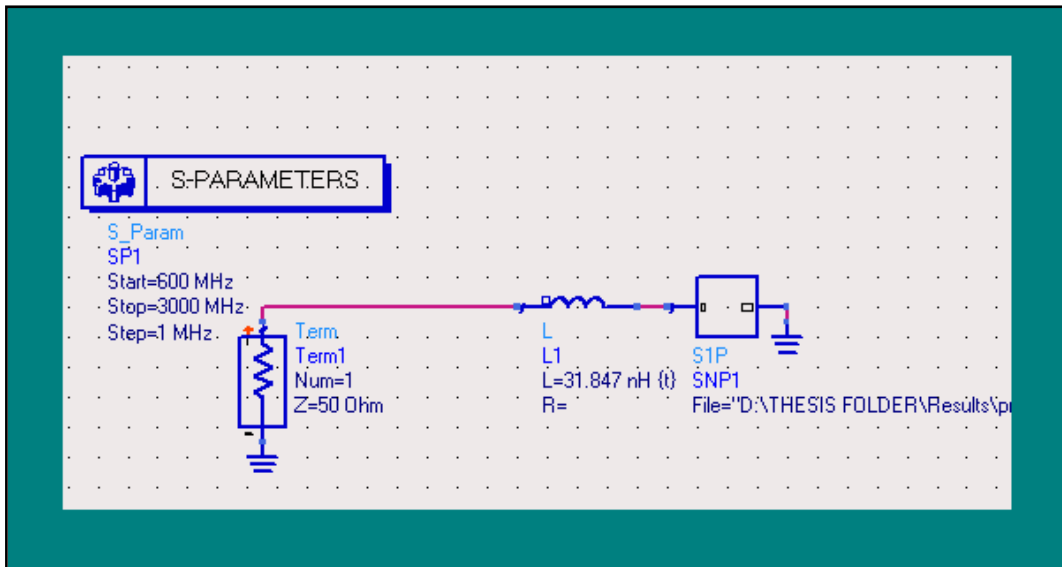 S-PARAMETERS
S_Param
SP1
Start=600 MHz
Stop=3000 MHz
Step=1 MHz
Term
Term1
Num=1
Z=50 Ohm
L
L1
L=31.847 nH {t}
R=
S1P
SNP1
File="D:\THESIS FOLDER\Results\pr